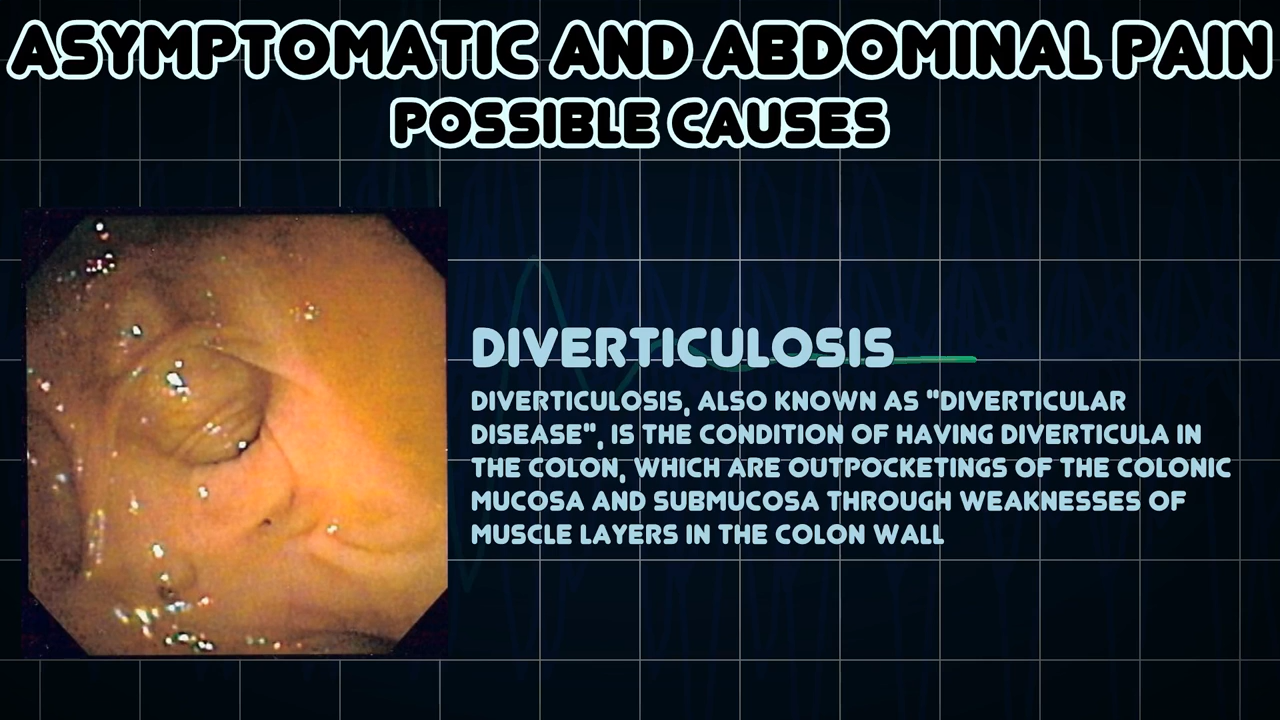 ASYMPTOMATIC AND ABDOMINAL PAIN
POSSIBLE CAUSES
DIVERTICULOSIS
DIVERTICULOSIS, ALSO KNOWN AS "DIVERTICULAR
DISEASE", IS THE CONDITION OF HAVING DIVERTICULA IN
THE COLON, WHICH ARE OUTPOCKETINGS OF THE COLONIC
MUCOSA AND SUBMUCOSA THROUGH WEAKNESSES OF
MUSCLE LAYERS IN THE COLON WALL